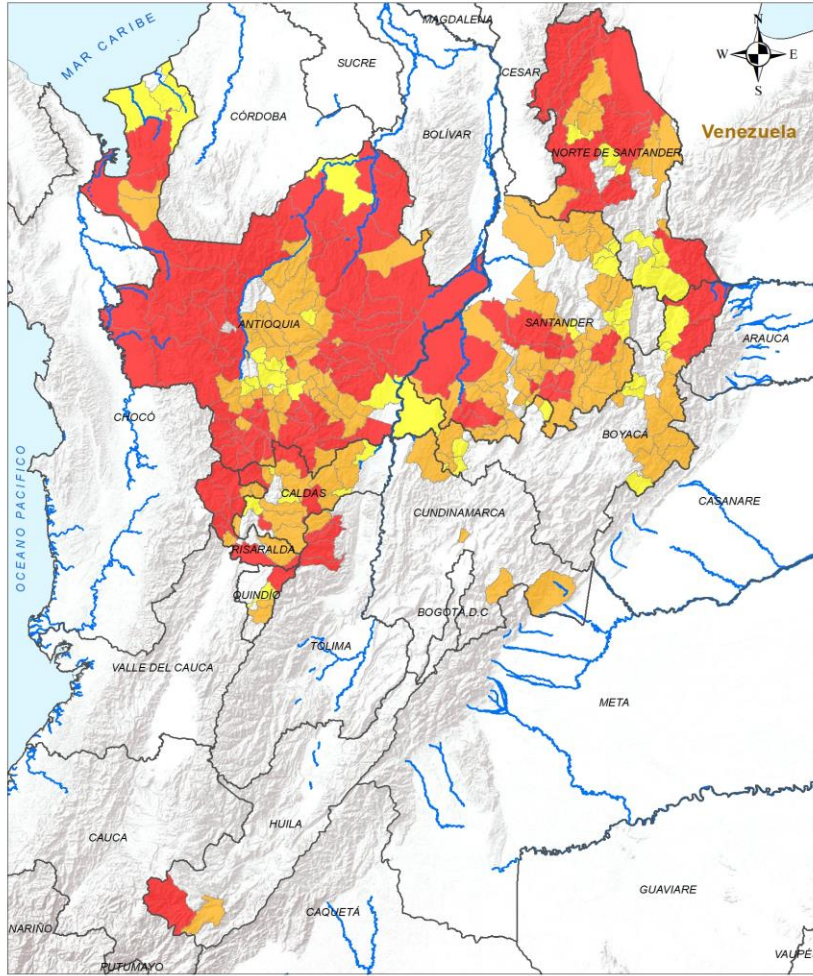 MAGDALENA
MAR CARIBE
N
W E
S
CESAR
SUCRE
CÓRDOBA
BOLÍVAR
Venezuela
NORTE DE SANTANDER
ANTIOQUIA
SANTANDER
ARAUCA
CHOCÓ
BOYACÁ
CALDAS
CASANARE
CUNDINAMARCA
OCEANO PACIFICO
RISARALDA
QUINDÍO
BOGOTÁ,D.C
TOLIMA
VALLE DEL CAUCA
META
HUILA
CAUCA
GUAVIARE
CAQUETÁ
NARIÑO
PUTUMAYO
VAUPÉ